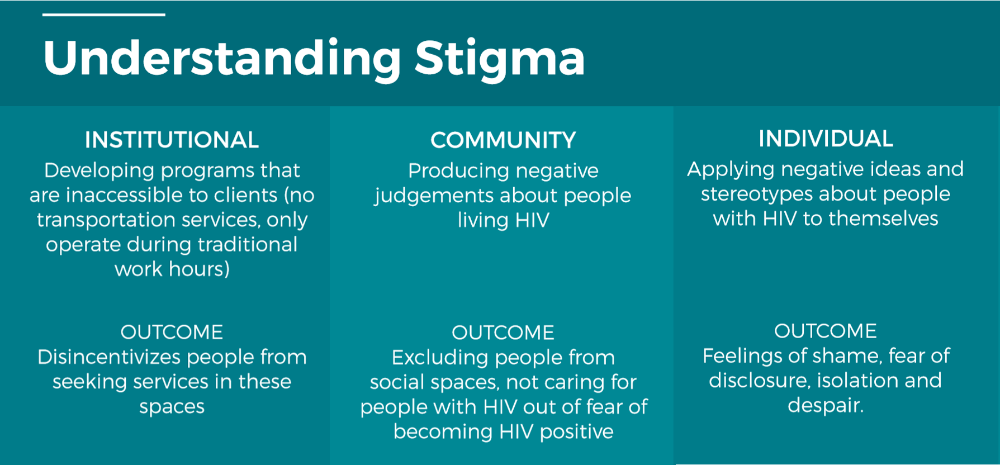 Understanding Stigma
INSTITUTIONAL
Developing programs that
are inaccessible to clients (no
transportation services, only
operate during traditional
work hours)
OUTCOME
Disincentivizes people from
seeking services in these
spaces
COMMUNITY
Producing negative
judgements about people
living HIV
OUTCOME
Excluding people from
social spaces, not caring for
people with HIV out of fear of
becoming HIV positive
INDIVIDUAL
Applying negative ideas and
stereotypes about people
with HIV to themselves
OUTCOME
Feelings of shame, fear of
disclosure, isolation and
despair.